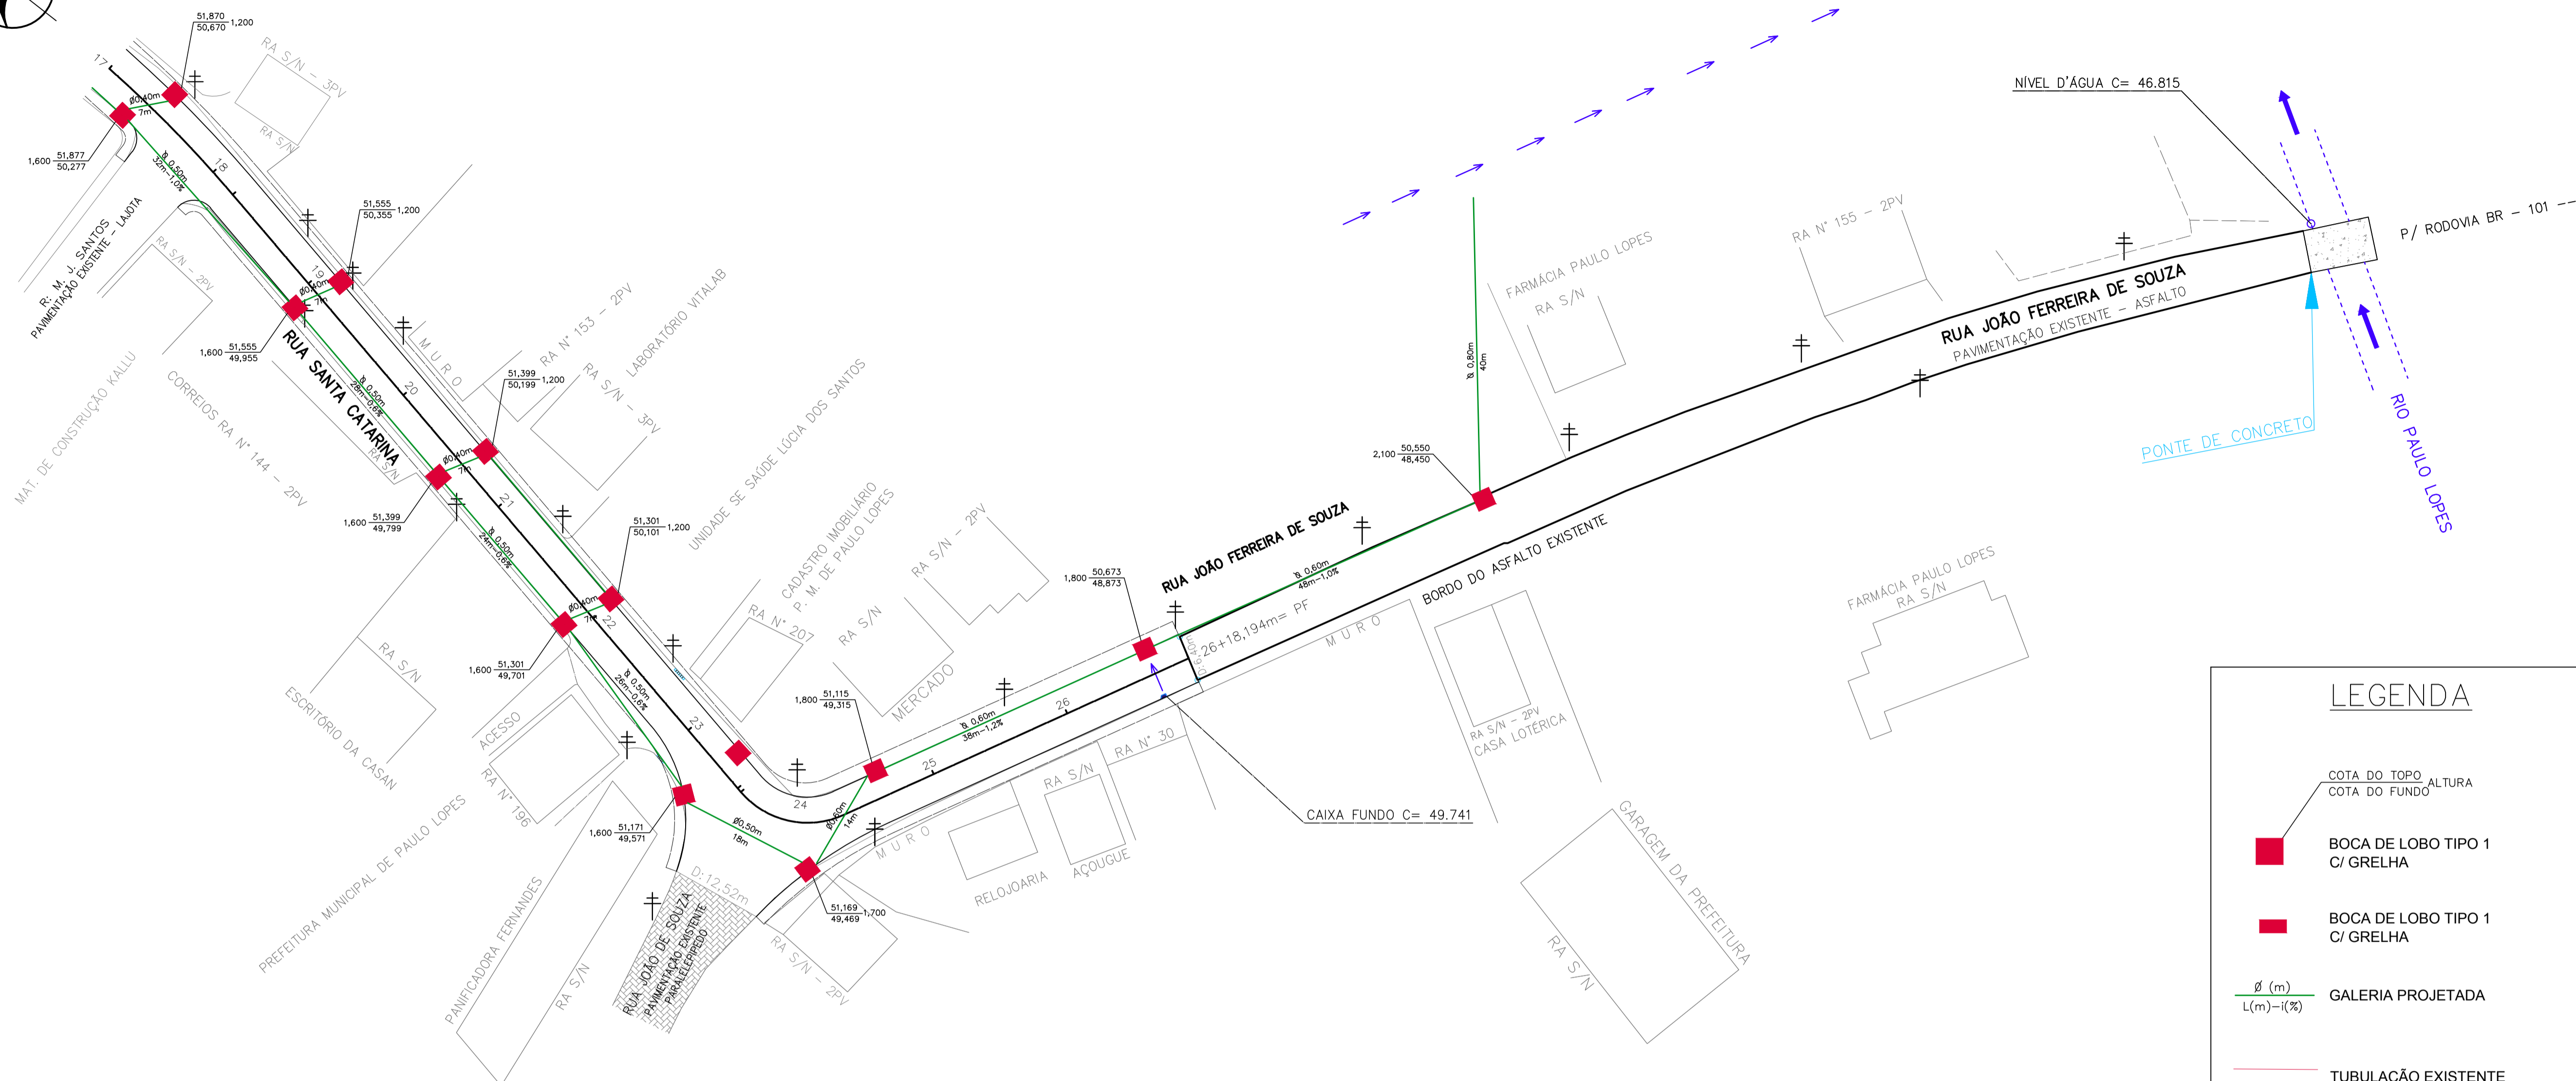 51,870
50,670
1,200
17
RA S/N - 3PV
RA S/N
Ø0,40m
7m
1,600
51,877
50,277
18
Ø 0,50m
32m-1,0%
R: M. J. SANTOS
PAVIMENTAÇÃO EXISTENTE - LAJOTA
RA S/N - 2PV
MAT. DE CONSTRUÇÃO KALLU
51,555
50,355
1,200
19
Ø0,40m
7m
1,600
51,555
49,955
RUA SANTA CATARINA
CORREIOS RA N° 144 - 2PV
RA S/N
MURO
Ø 0,50m
28m-0,6%
20
RA N° 153 - 2PV
LABORATÓRIO VITALAB
RA S/N - 3PV
51,399
50,199
1,200
Ø0,40m
7m
1,600
51,399
49,799
21
Ø 0,50m
24m-0,6%
UNIDADE SE SAÚDE LÚCIA DOS SANTOS
51,301
50,101
1,200
Ø0,40m
7m
22
1,600
51,301
49,701
CADASTRO IMOBILIÁRIO
P. M. DE PAULO LOPES
RA N° 207
RA S/N
ESCRITÓRIO DA CASAN
ACESSO
RA N° 196
PREFEITURA MUNICIPAL DE PAULO LOPES
Ø 0,50m
26m-0,6%
23
1,600
51,171
49,571
Ø0,50m
18m
24
Ø0,60m
14m
51,169
49,469
1,700
PANIFICADORA FERNANDES
RA S/N
D:12,52m
RUA JOÃO DE SOUZA
PAVIMENTAÇÃO EXISTENTE
PARALELEPIPEDO
RA S/N - 2PV
RA S/N
MERCADO
RA S/N - 2PV
1,800
51,115
49,315
Ø 0,60m
38m-1,2%
25
26
MURO
RELOJOARIA
RA S/N
AÇOUGUE
RA N° 30
1,800
50,673
48,873
26+18,194m= PF
D:6,40m
CAIXA FUNDO C= 49.741
RUA JOÃO FERREIRA DE SOUZA
Ø 0,60m
48m-1,0%
MURO
BORDO DO ASFALTO EXISTENTE
RA S/N - 2PV
CASA LOTÉRICA
GARAGEM DA PREFEITURA
RA S/N
2,100
50,550
48,450
Ø 0,80m
40m
FARMÁCIA PAULO LOPES
RA S/N
RA N° 155 - 2PV
RUA JOÃO FERREIRA DE SOUZA
PAVIMENTAÇÃO EXISTENTE - ASFALTO
FARMÁCIA PAULO LOPES
RA S/N
NÍVEL D'ÁGUA C= 46.815
P/ RODOVIA BR - 101 --
PONTE DE CONCRETO
RIO PAULO LOPES
LEGENDA
COTA DO TOPO
COTA DO FUNDO
ALTURA
BOCA DE LOBO TIPO 1
C/ GRELHA
BOCA DE LOBO TIPO 1
C/ GRELHA
Ø (m)
L(m)-i(%)
GALERIA PROJETADA
TUBULAÇÃO EXISTENTE